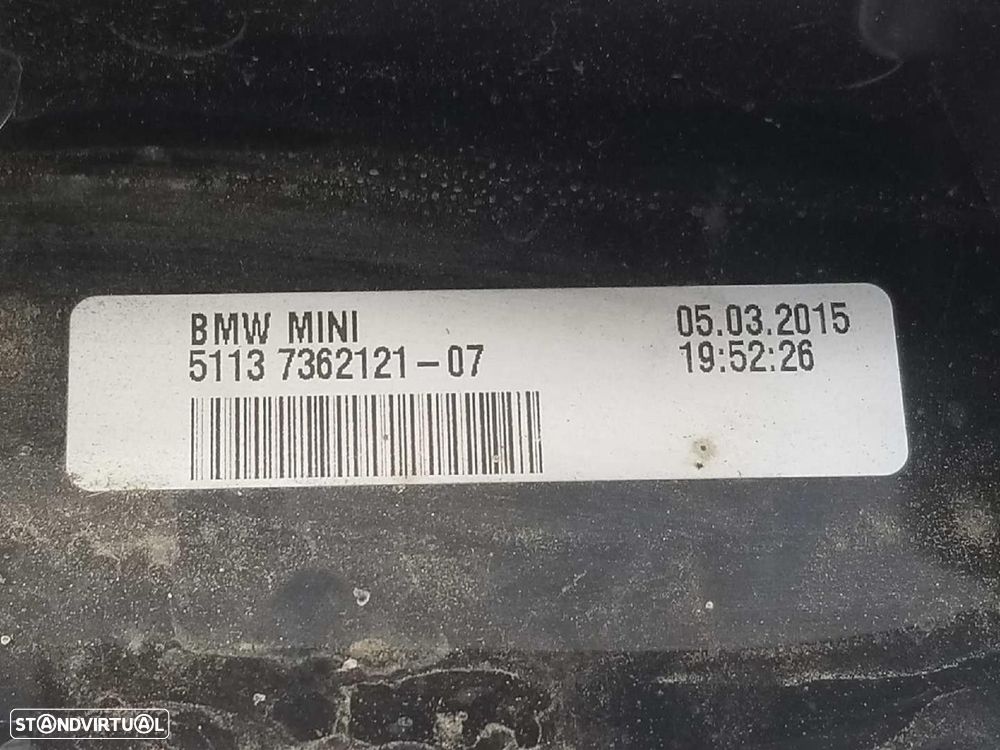 BMW MINI
5113 7362121-07
05.03.2015
19:52:26
STANDVIRTUAL